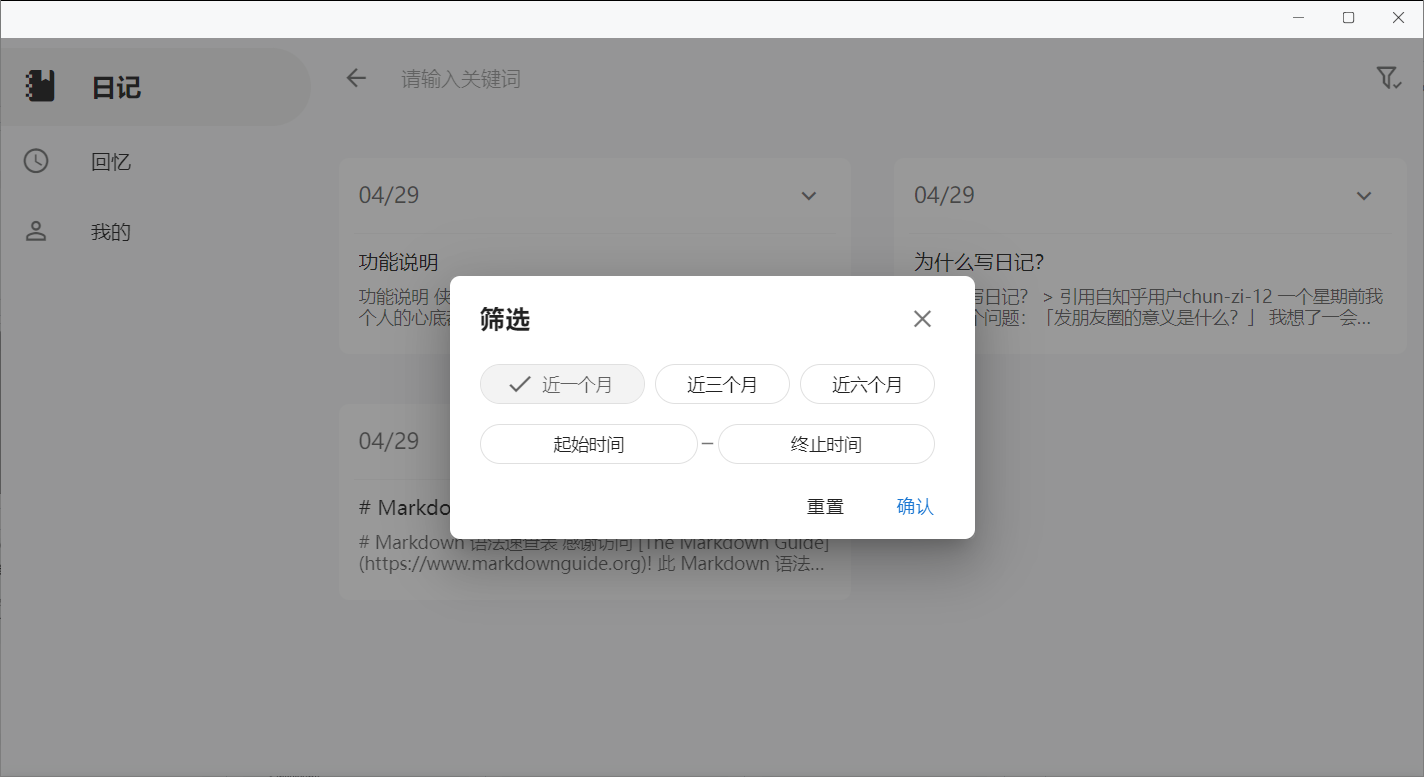 日记
回忆
我的
请输入关键词
04/29
功能说明
功能说明
个人的心底
04/29
为什么写日记?
写日记? > 引用自知乎用户chun-zi-12 一个星期前我
个问题：「发朋友圈的意义是什么？」 我想了一会...
04/29
# Markdo
# Markdown 语法速查表 感谢访问 [The Markdown Guide]
(https://www.markdownguide.org)! 此 Markdown 语法...
筛选
近一个月
近三个月
近六个月
起始时间 – 终止时间
重置
确认